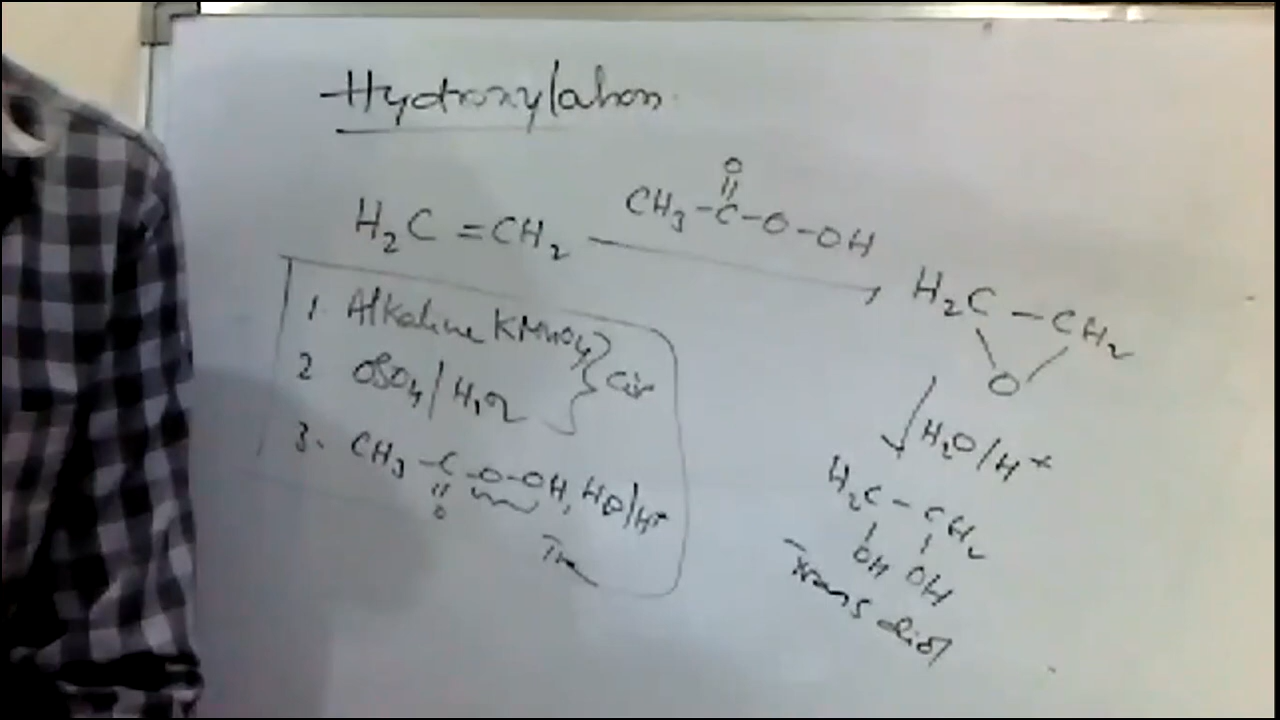 Hydroxylation
O
||
CH3-C-O-OH
H2C=CH2 →
H2C-CH2
O
1. Alkaline KMnO4 } Cis
2 OSO4/H2O2
3. CH3-C-O-OH, H2O/H+
||
O
Tra
H2O/H+
H2C-CH2
OH OH
Trans diol